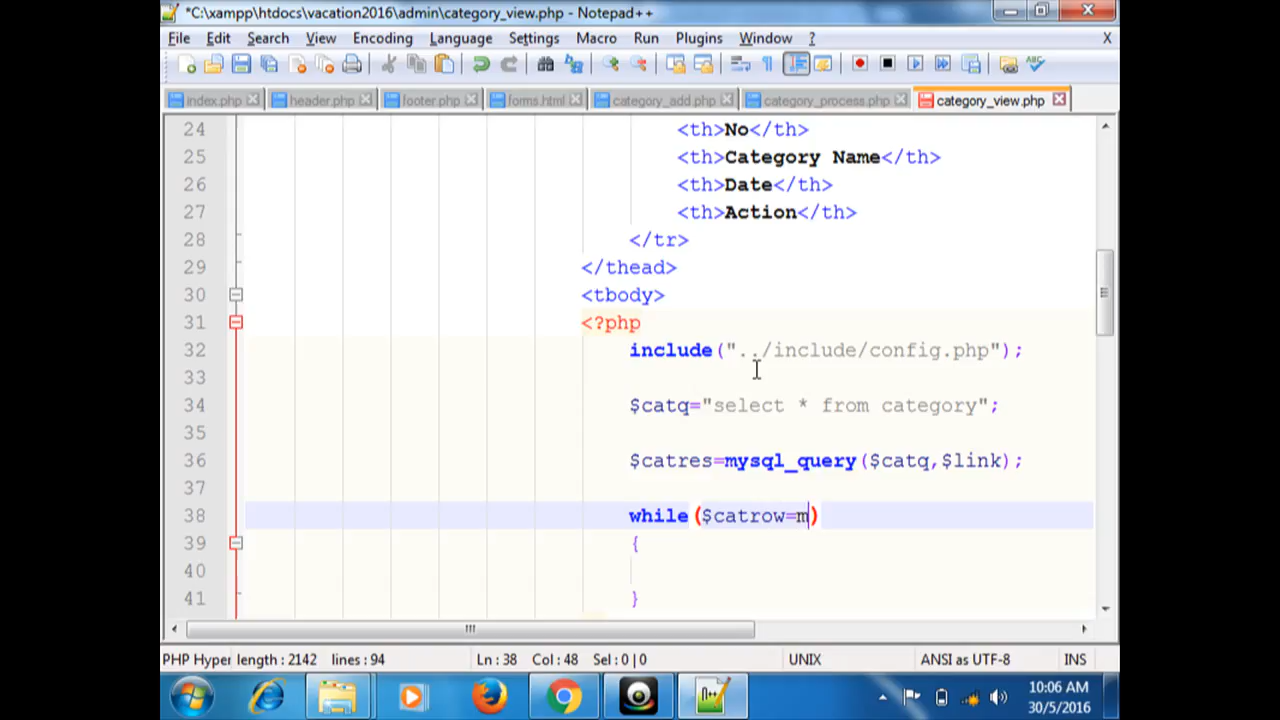 *C:\xampp\htdocs\vacation2016\admin\category_view.php - Notepad++
File Edit Search View Encoding Language Settings Macro Run Plugins Window ? X
index.php header.php footer.php forms.html category_add.php category_process.php category_view.php
24 <th>No</th>
25 <th>Category Name</th>
26 <th>Date</th>
27 <th>Action</th>
28 </tr>
29 </thead>
30 <tbody>
31 <?php
32 include("../include/config.php");
33
34 $catq="select * from category";
35
36 $catres=mysql_query($catq,$link);
37
38 while($catrow=m)
39 {
40
41 }
PHP Hyper length : 2142 lines : 94 Ln : 38 Col : 48 Sel : 0 | 0 UNIX ANSI as UTF-8 INS
10:06 AM
30/5/2016